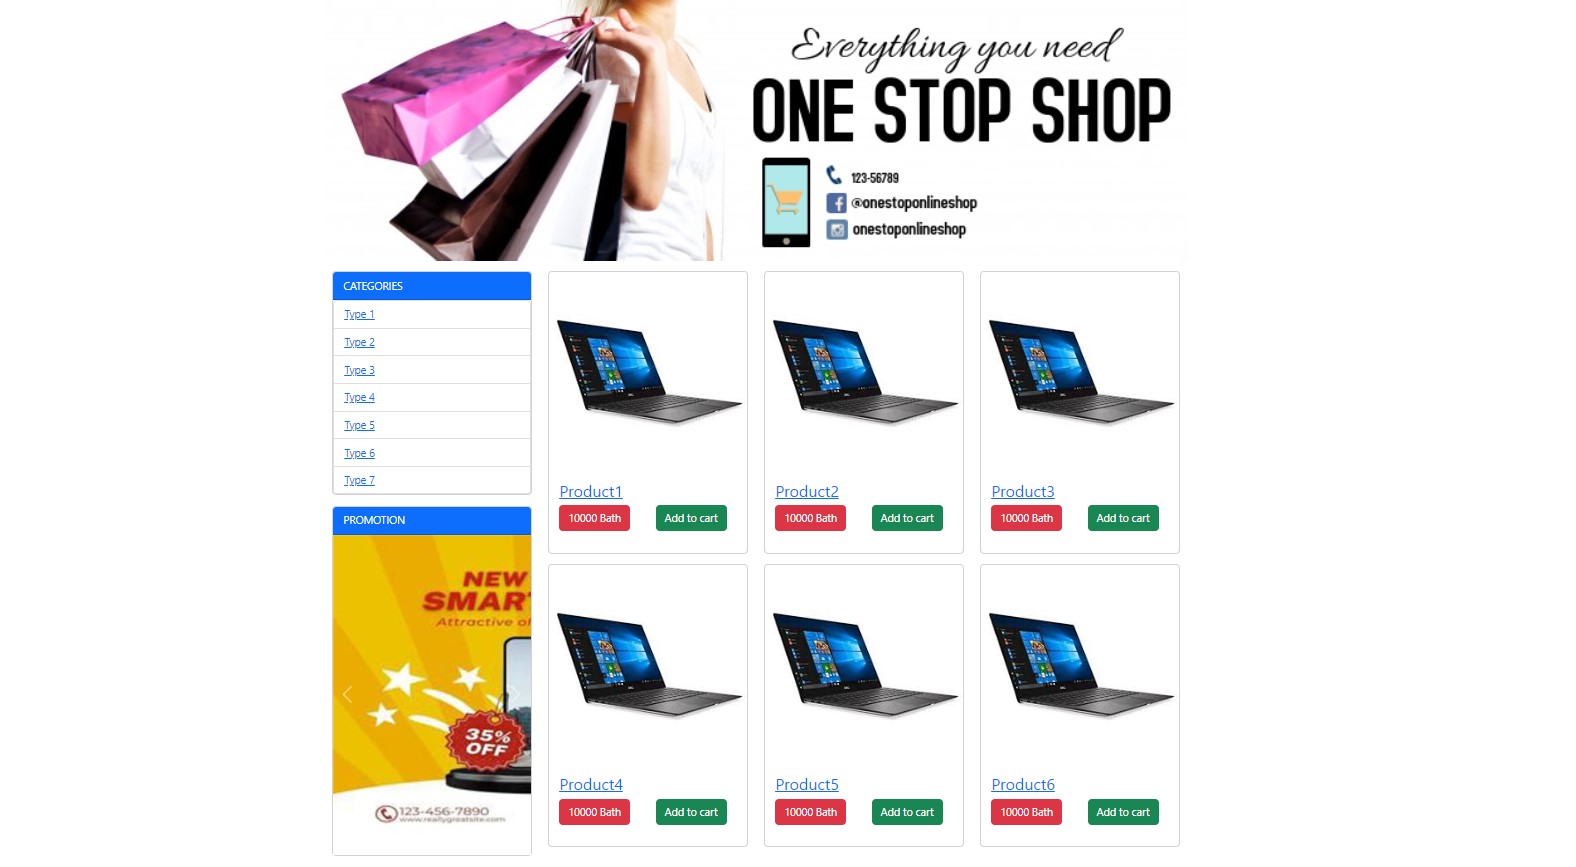 Everything you need
ONE STOP SHOP
123-56789
@onestoponlineshop
onestoponlineshop
CATEGORIES
Type 1
Type 2
Type 3
Type 4
Type 5
Type 6
Type 7
PROMOTION
NEW
SMAR
Attractive of
35%
OFF
123-456-7890
www.reallygreatsite.com
Product1
10000 Bath Add to cart
Product2
10000 Bath Add to cart
Product3
10000 Bath Add to cart
Product4
10000 Bath Add to cart
Product5
10000 Bath Add to cart
Product6
10000 Bath Add to cart